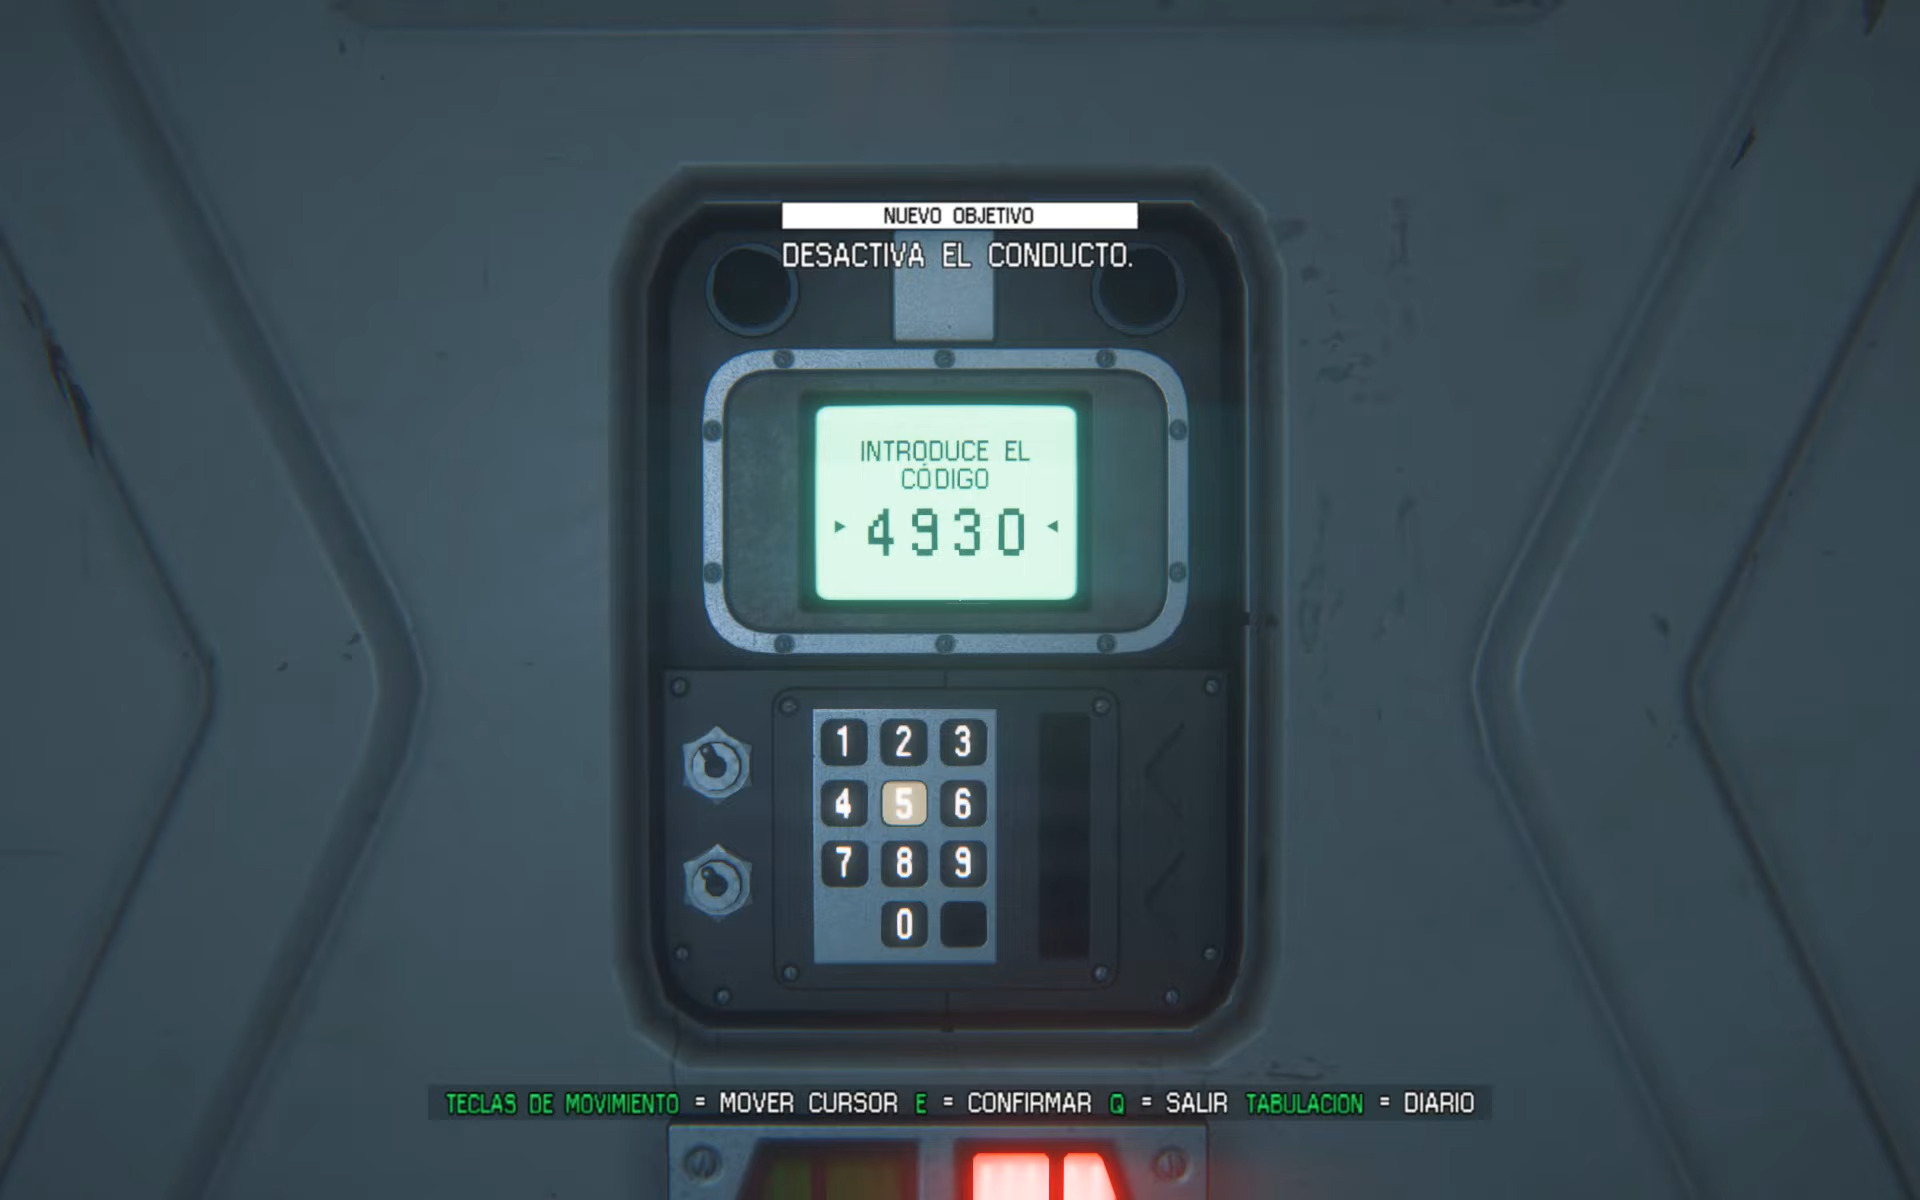 NUEVO OBJETIVO
DESACTIVA EL CONDUCTO.
INTRODUCE EL
CÓDIGO
▸ 4930 ◂
1 2 3
4 5 6
7 8 9
0
TECLAS DE MOVIMIENTO = MOVER CURSOR E = CONFIRMAR Q = SALIR TABULACION = DIARIO